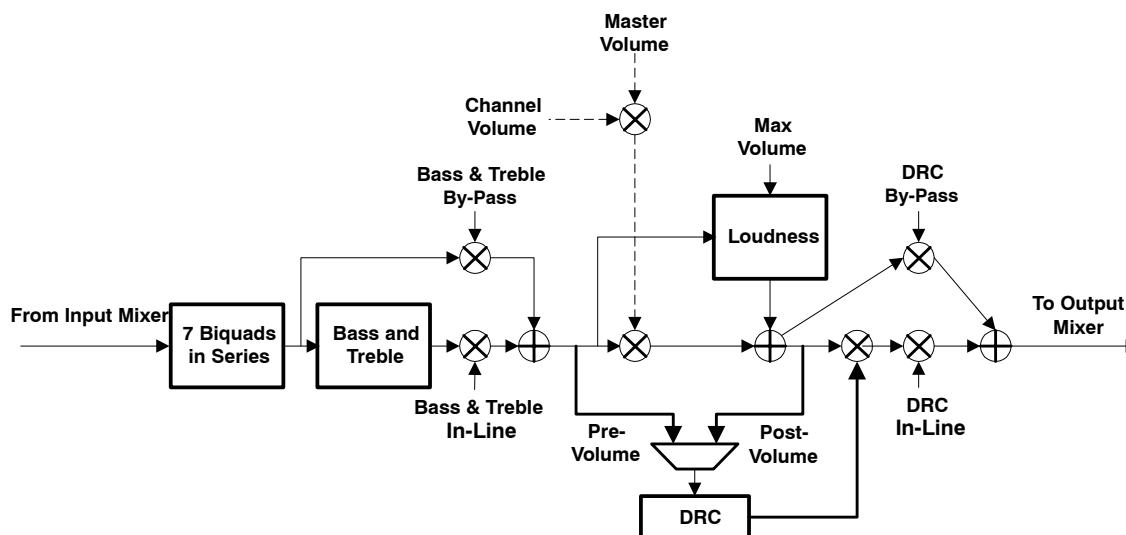 Master
Volume
Channel
Volume
Max
Volume
Bass & Treble
By-Pass
DRC
By-Pass
Loudness
From Input Mixer
7 Biquads
in Series
Bass and
Treble
To Output
Mixer
Bass & Treble
In-Line
Pre-
Volume
Post-
Volume
DRC
In-Line
DRC